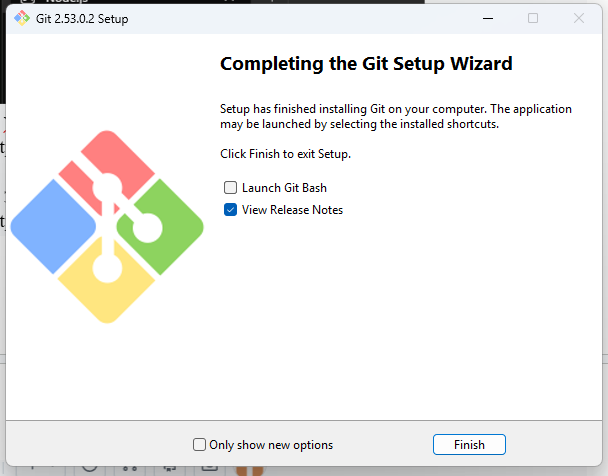 Git 2.53.0.2 Setup
Completing the Git Setup Wizard
Setup has finished installing Git on your computer. The application
may be launched by selecting the installed shortcuts.
Click Finish to exit Setup.
Launch Git Bash
View Release Notes
Only show new options
Finish